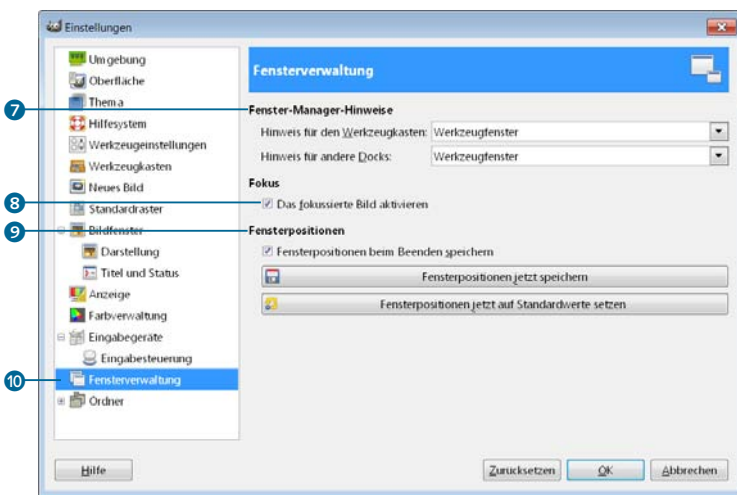 Einstellungen
Umgebung
Oberfläche
Thema
Hilfesystem
Werkzeugeinstellungen
Werkzeugkasten
Neues Bild
Standardraster
Bildfenster
Darstellung
Titel und Status
Anzeige
Farbverwaltung
Eingabegeräte
Eingabesteuerung
Fensterverwaltung
Ordner
7
8
9
10
Fensterverwaltung
Fenster-Manager-Hinweise
Hinweis für den Werkzeugkasten: Werkzeugfenster
Hinweis für andere Docks: Werkzeugfenster
Fokus
Das fokussierte Bild aktivieren
Fensterpositionen
Fensterpositionen beim Beenden speichern
Fensterpositionen jetzt speichern
Fensterpositionen jetzt auf Standardwerte setzen
Hilfe
Zurücksetzen
OK
Abbrechen